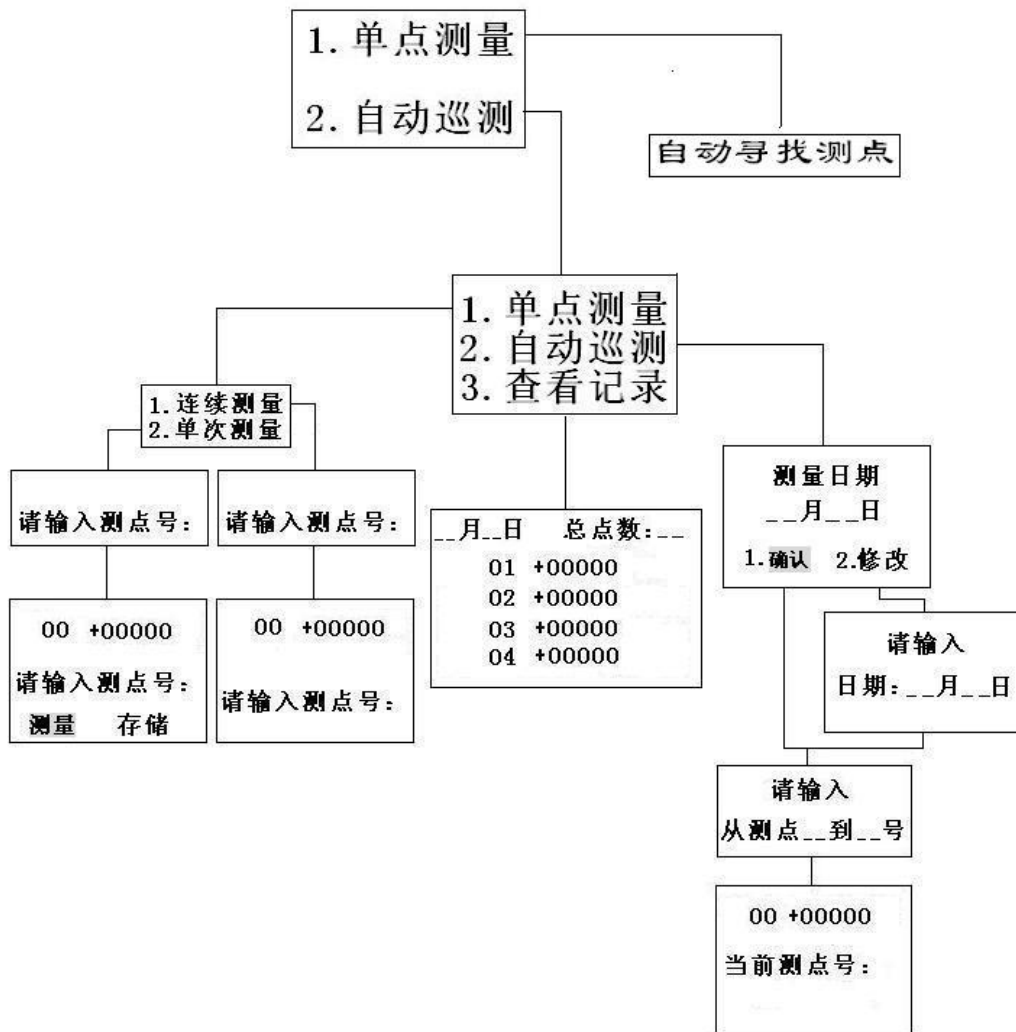 1. 单点测量
2. 自动巡测
自动寻找测点
1. 单点测量
2. 自动巡测
3. 查看记录
1.连续测量
2.单次测量
请输入测点号：
请输入测点号：
00 +00000
请输入测点号：
测量 存储
00 +00000
请输入测点号：
__月__日 总点数：__
01 +00000
02 +00000
03 +00000
04 +00000
测量日期
__月__日
1.确认 2.修改
请输入
日期：__月__日
请输入
从测点__到__号
00 +00000
当前测点号：